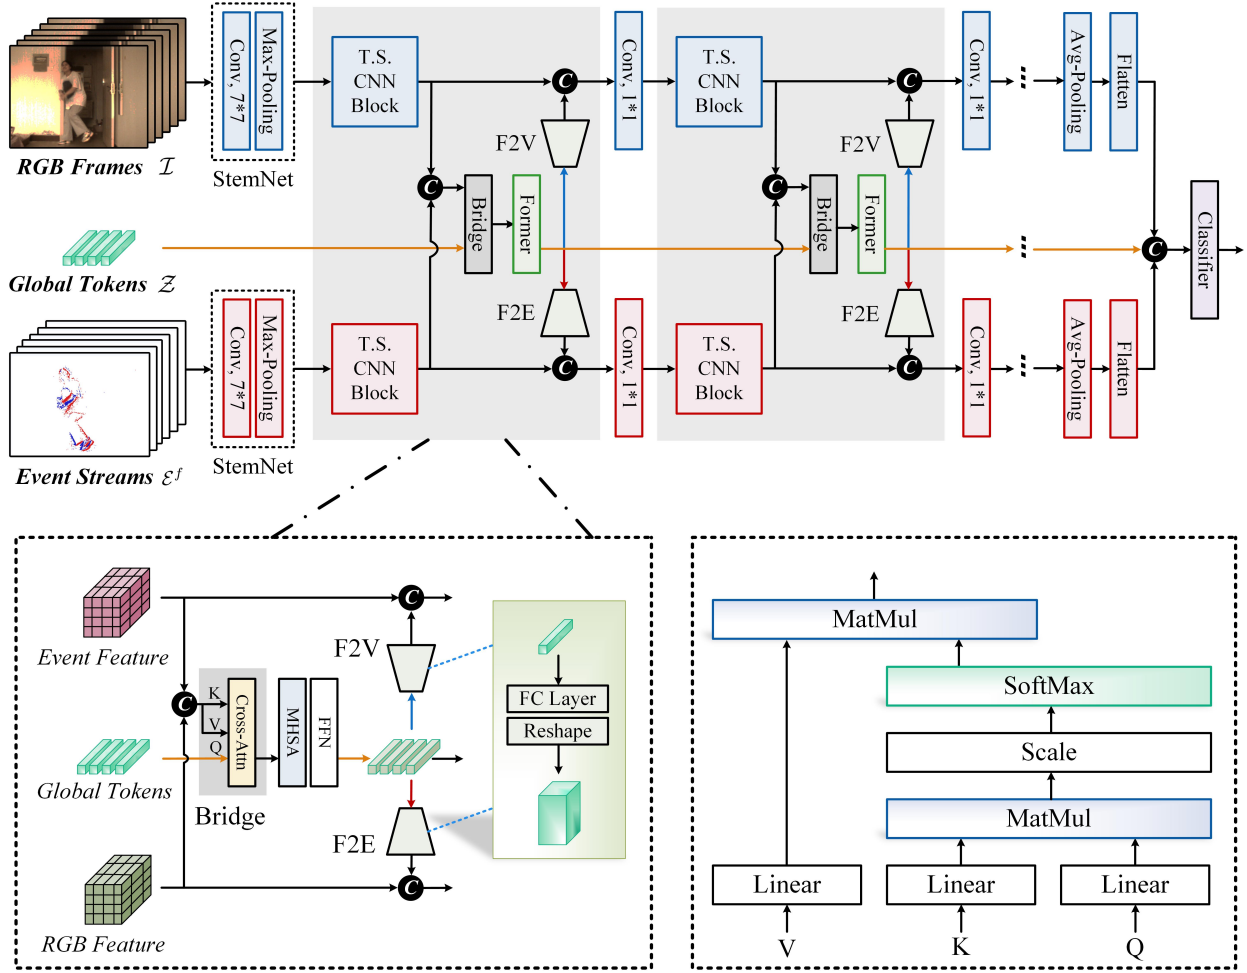 RGB Frames I
Conv, 7*7
Max-Pooling
StemNet
T.S.
CNN
Block
C
C
F2V
Bridge
Former
Conv, 1*1
T.S.
CNN
Block
C
C
F2V
Bridge
Former
Conv, 1*1
Avg-Pooling
Flatten
Global Tokens Z
C
Classifier
Event Streams ℰᶠ
Conv, 7*7
Max-Pooling
StemNet
T.S.
CNN
Block
F2E
C
Conv, 1*1
T.S.
CNN
Block
F2E
C
Conv, 1*1
Avg-Pooling
Flatten
Event Feature
C
F2V
C
K
V
Q
Cross-Attn
MHSA
FFN
Global Tokens
Bridge
F2E
C
RGB Feature
FC Layer
Reshape
MatMul
SoftMax
Scale
MatMul
Linear
Linear
Linear
V
K
Q